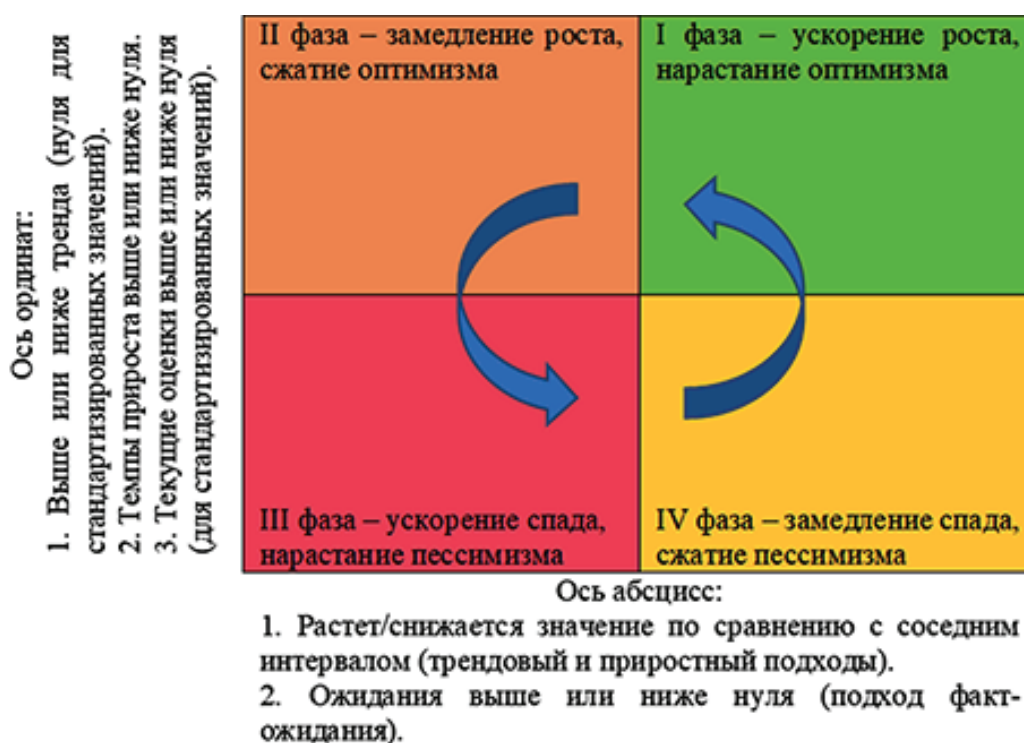 Ось ординат:
1. Выше или ниже тренда (нуля для
стандартизированных значений).
2. Темпы прироста выше или ниже нуля.
3. Текущие оценки выше или ниже нуля
(для стандартизированных значений).
II фаза – замедление роста,
сжатие оптимизма
I фаза – ускорение роста,
нарастание оптимизма
III фаза – ускорение спада,
нарастание пессимизма
IV фаза – замедление спада,
сжатие пессимизма
Ось абсцисс:
1. Растет/снижается значение по сравнению с соседним
интервалом (трендовый и приростный подходы).
2. Ожидания выше или ниже нуля (подход факт-
ожидания).